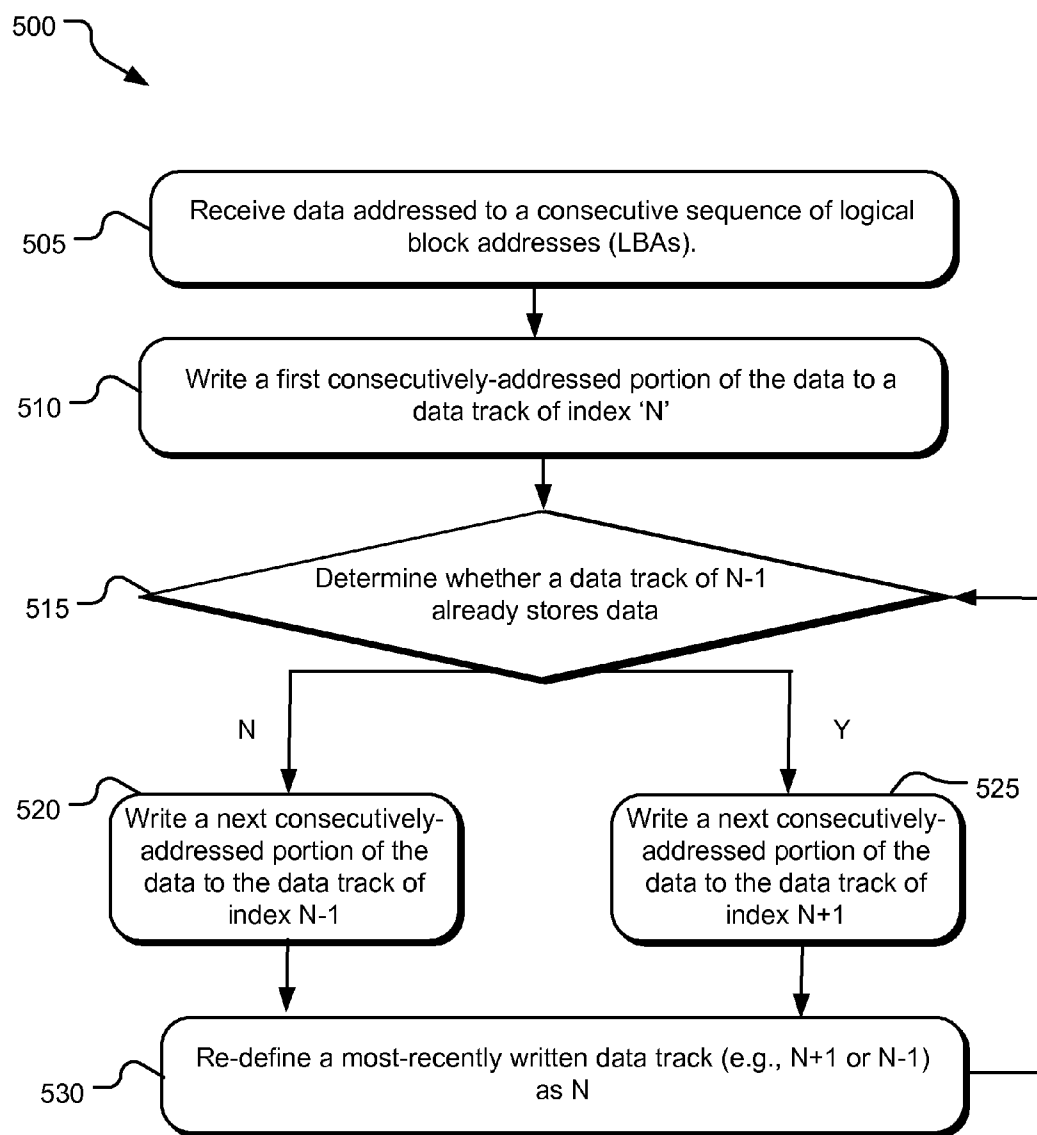 500
Receive data addressed to a consecutive sequence of logical
block addresses (LBAs).
505
Write a first consecutively-addressed portion of the data to a
data track of index ‘N’
510
Determine whether a data track of N-1
already stores data
515
N
Y
520
525
Write a next consecutively-
addressed portion of the
data to the data track of
index N-1
Write a next consecutively-
addressed portion of the
data to the data track of
index N+1
Re-define a most-recently written data track (e.g., N+1 or N-1)
as N
530